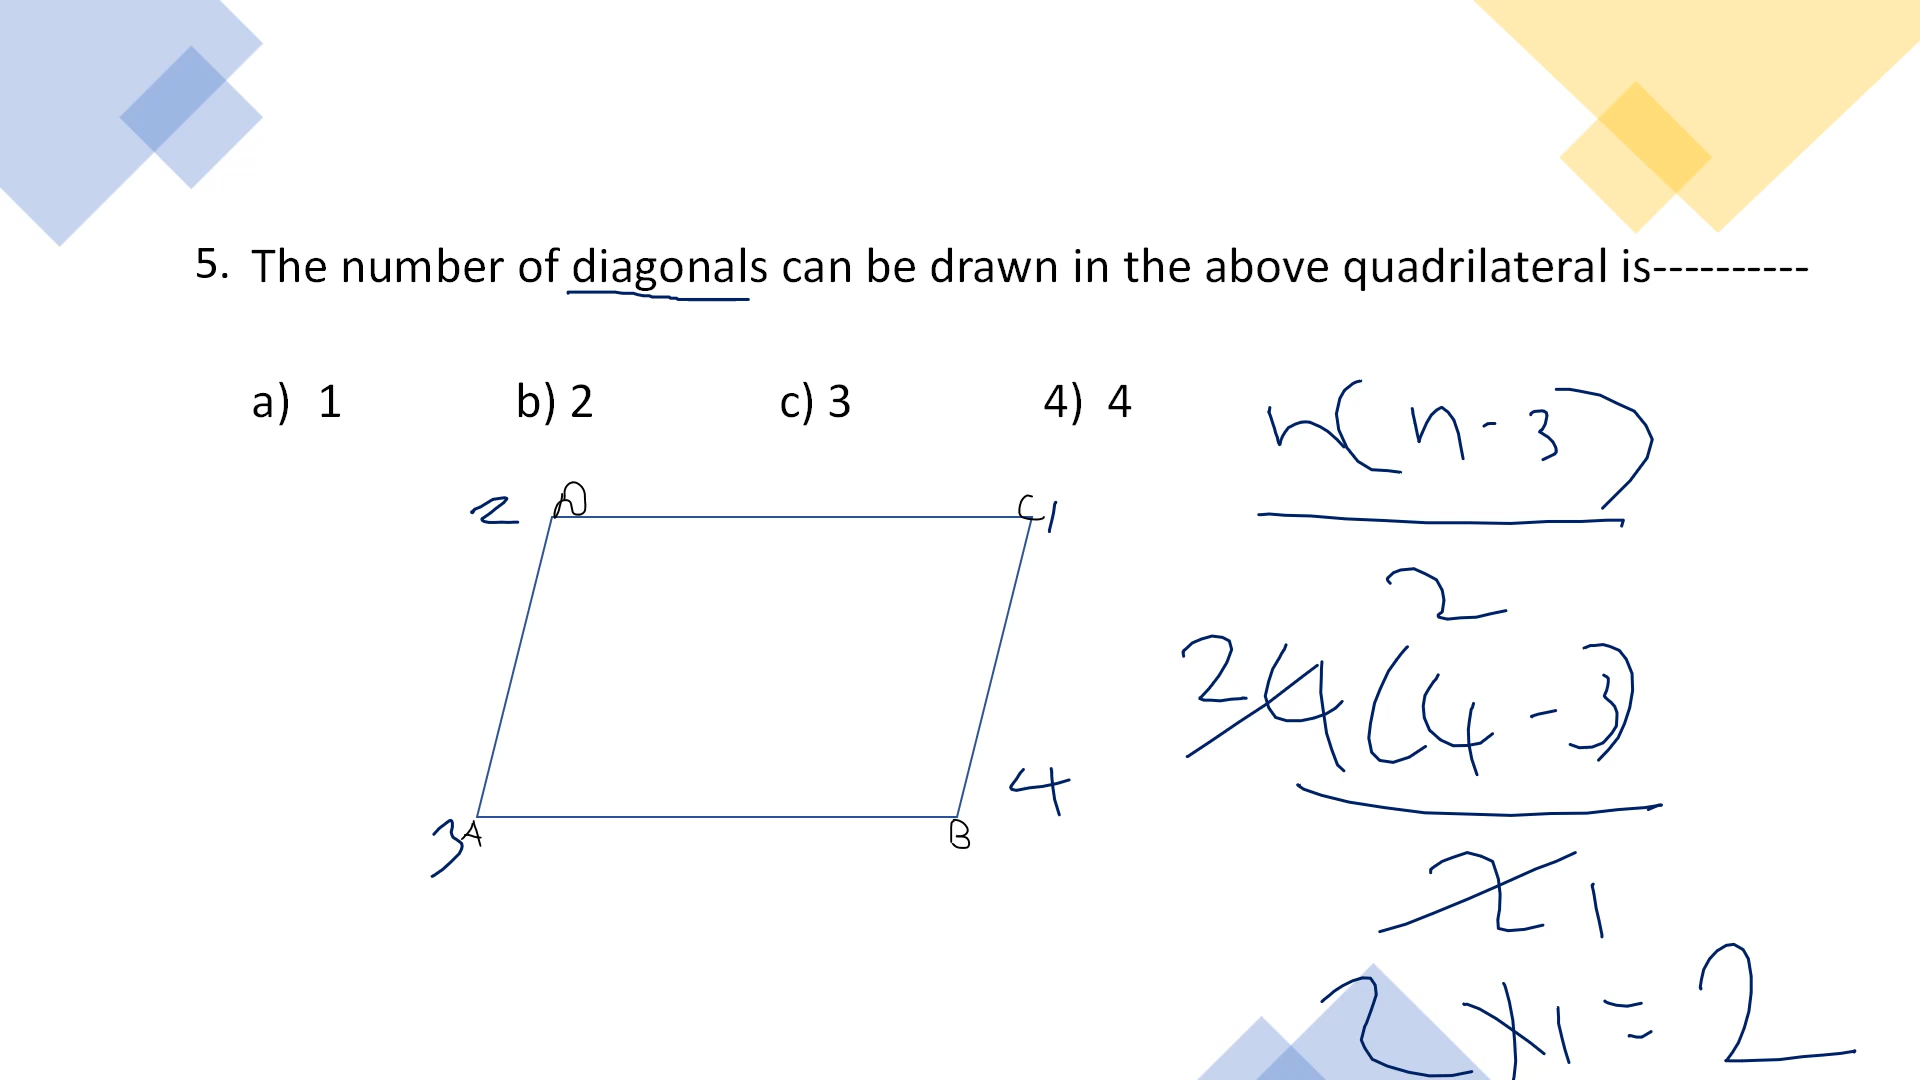 5. The number of diagonals can be drawn in the above quadrilateral is----------
a) 1 b) 2 c) 3 4) 4
n(n-3)
2
2 D C 1
2 4(4-3)
2 1
3 A B 4
2 x 1 = 2